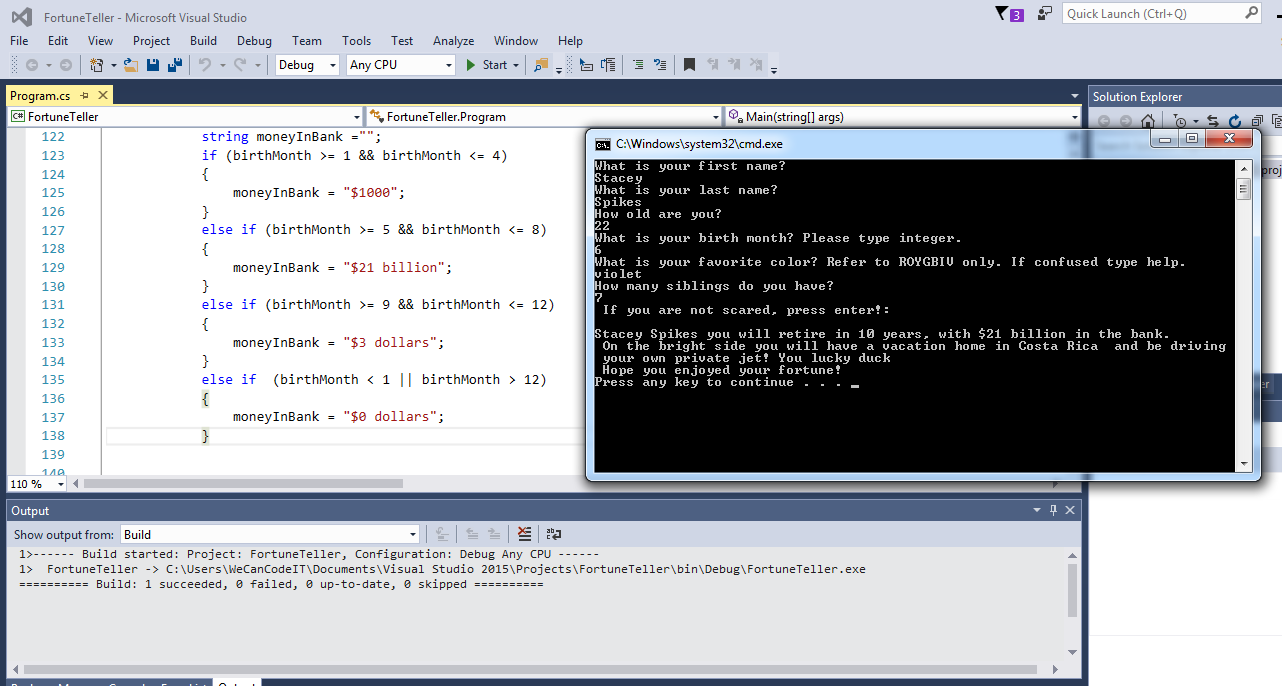 FortuneTeller - Microsoft Visual Studio
3
Quick Launch (Ctrl+Q)
File Edit View Project Build Debug Team Tools Test Analyze Window Help
Debug Any CPU Start
Program.cs
Solution Explorer
C# FortuneTeller FortuneTeller.Program Main(string[] args)
122 string moneyInBank ="";
123 if (birthMonth >= 1 && birthMonth <= 4)
124 {
125 moneyInBank = "$1000";
126 }
127 else if (birthMonth >= 5 && birthMonth <= 8)
128 {
129 moneyInBank = "$21 billion";
130 }
131 else if (birthMonth >= 9 && birthMonth <= 12)
132 {
133 moneyInBank = "$3 dollars";
134 }
135 else if  (birthMonth < 1 || birthMonth > 12)
136 {
137 moneyInBank = "$0 dollars";
138 }
139
140
110 %
C:\Windows\system32\cmd.exe
What is your first name?
Stacey
What is your last name?
Spikes
How old are you?
22
What is your birth month? Please type integer.
6
What is your favorite color? Refer to ROYGBIV only. If confused type help.
violet
How many siblings do you have?
7
If you are not scared, press enter!:
Stacey Spikes you will retire in 10 years, with $21 billion in the bank.
On the bright side you will have a vacation home in Costa Rica  and be driving
your own private jet! You lucky duck
Hope you enjoyed your fortune!
Press any key to continue . . . _
proj
er
Output
Show output from: Build
1>------ Build started: Project: FortuneTeller, Configuration: Debug Any CPU ------
1>  FortuneTeller -> C:\Users\WeCanCodeIT\Documents\Visual Studio 2015\Projects\FortuneTeller\bin\Debug\FortuneTeller.exe
========== Build: 1 succeeded, 0 failed, 0 up-to-date, 0 skipped ==========